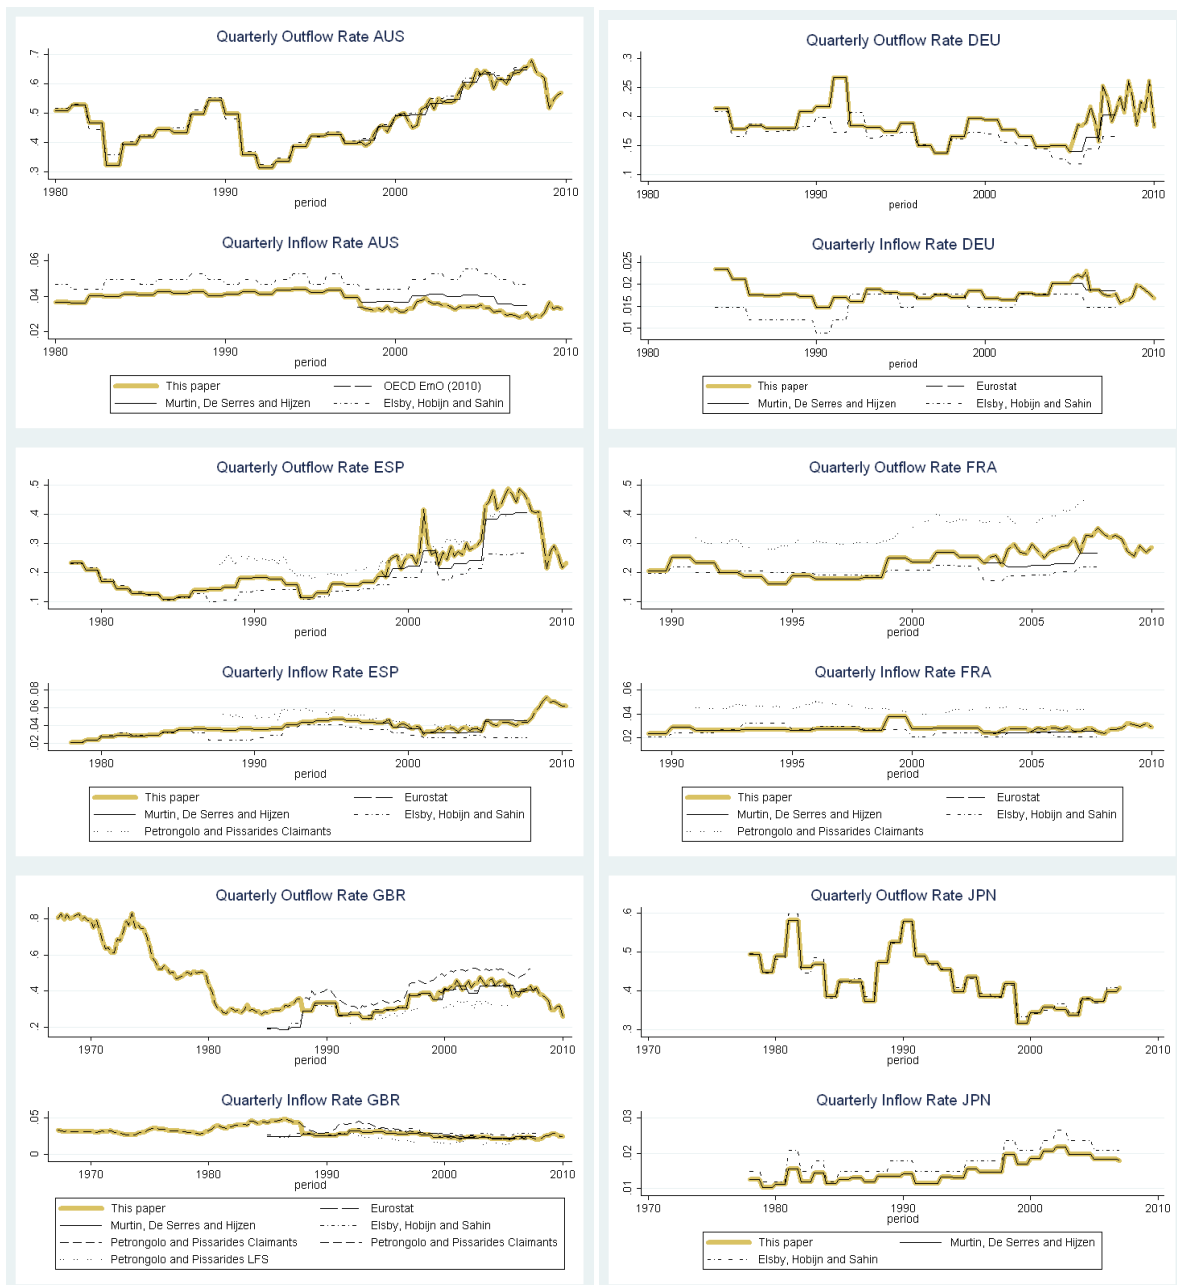 Quarterly Outflow Rate AUS
.7
.6
.5
.4
.3
1980 1990 2000 2010
period
Quarterly Inflow Rate AUS
.06
.04
.02
1980 1990 2000 2010
period
This paper OECD EmO (2010)
Murtin, De Serres and Hijzen Elsby, Hobijn and Sahin
Quarterly Outflow Rate DEU
.3
.25
.2
.15
.1
1980 1990 2000 2010
period
Quarterly Inflow Rate DEU
.025
.02
.015
.01
1980 1990 2000 2010
period
This paper Eurostat
Murtin, De Serres and Hijzen Elsby, Hobijn and Sahin
Quarterly Outflow Rate ESP
.5
.4
.3
.2
.1
1980 1990 2000 2010
period
Quarterly Inflow Rate ESP
.08
.06
.04
.02
1980 1990 2000 2010
period
This paper Eurostat
Murtin, De Serres and Hijzen Elsby, Hobijn and Sahin
Petrongolo and Pissarides Claimants
Quarterly Outflow Rate FRA
.5
.4
.3
.2
.1
1990 1995 2000 2005 2010
period
Quarterly Inflow Rate FRA
.06
.04
.02
1990 1995 2000 2005 2010
period
This paper Eurostat
Murtin, De Serres and Hijzen Elsby, Hobijn and Sahin
Petrongolo and Pissarides Claimants
Quarterly Outflow Rate GBR
.8
.6
.4
.2
1970 1980 1990 2000 2010
period
Quarterly Inflow Rate GBR
.05
0
1970 1980 1990 2000 2010
period
This paper Eurostat
Murtin, De Serres and Hijzen Elsby, Hobijn and Sahin
Petrongolo and Pissarides Claimants Petrongolo and Pissarides Claimants
Petrongolo and Pissarides LFS
Quarterly Outflow Rate JPN
.6
.5
.4
.3
1970 1980 1990 2000 2010
period
Quarterly Inflow Rate JPN
.03
.02
.01
1970 1980 1990 2000 2010
period
This paper Murtin, De Serres and Hijzen
Elsby, Hobijn and Sahin